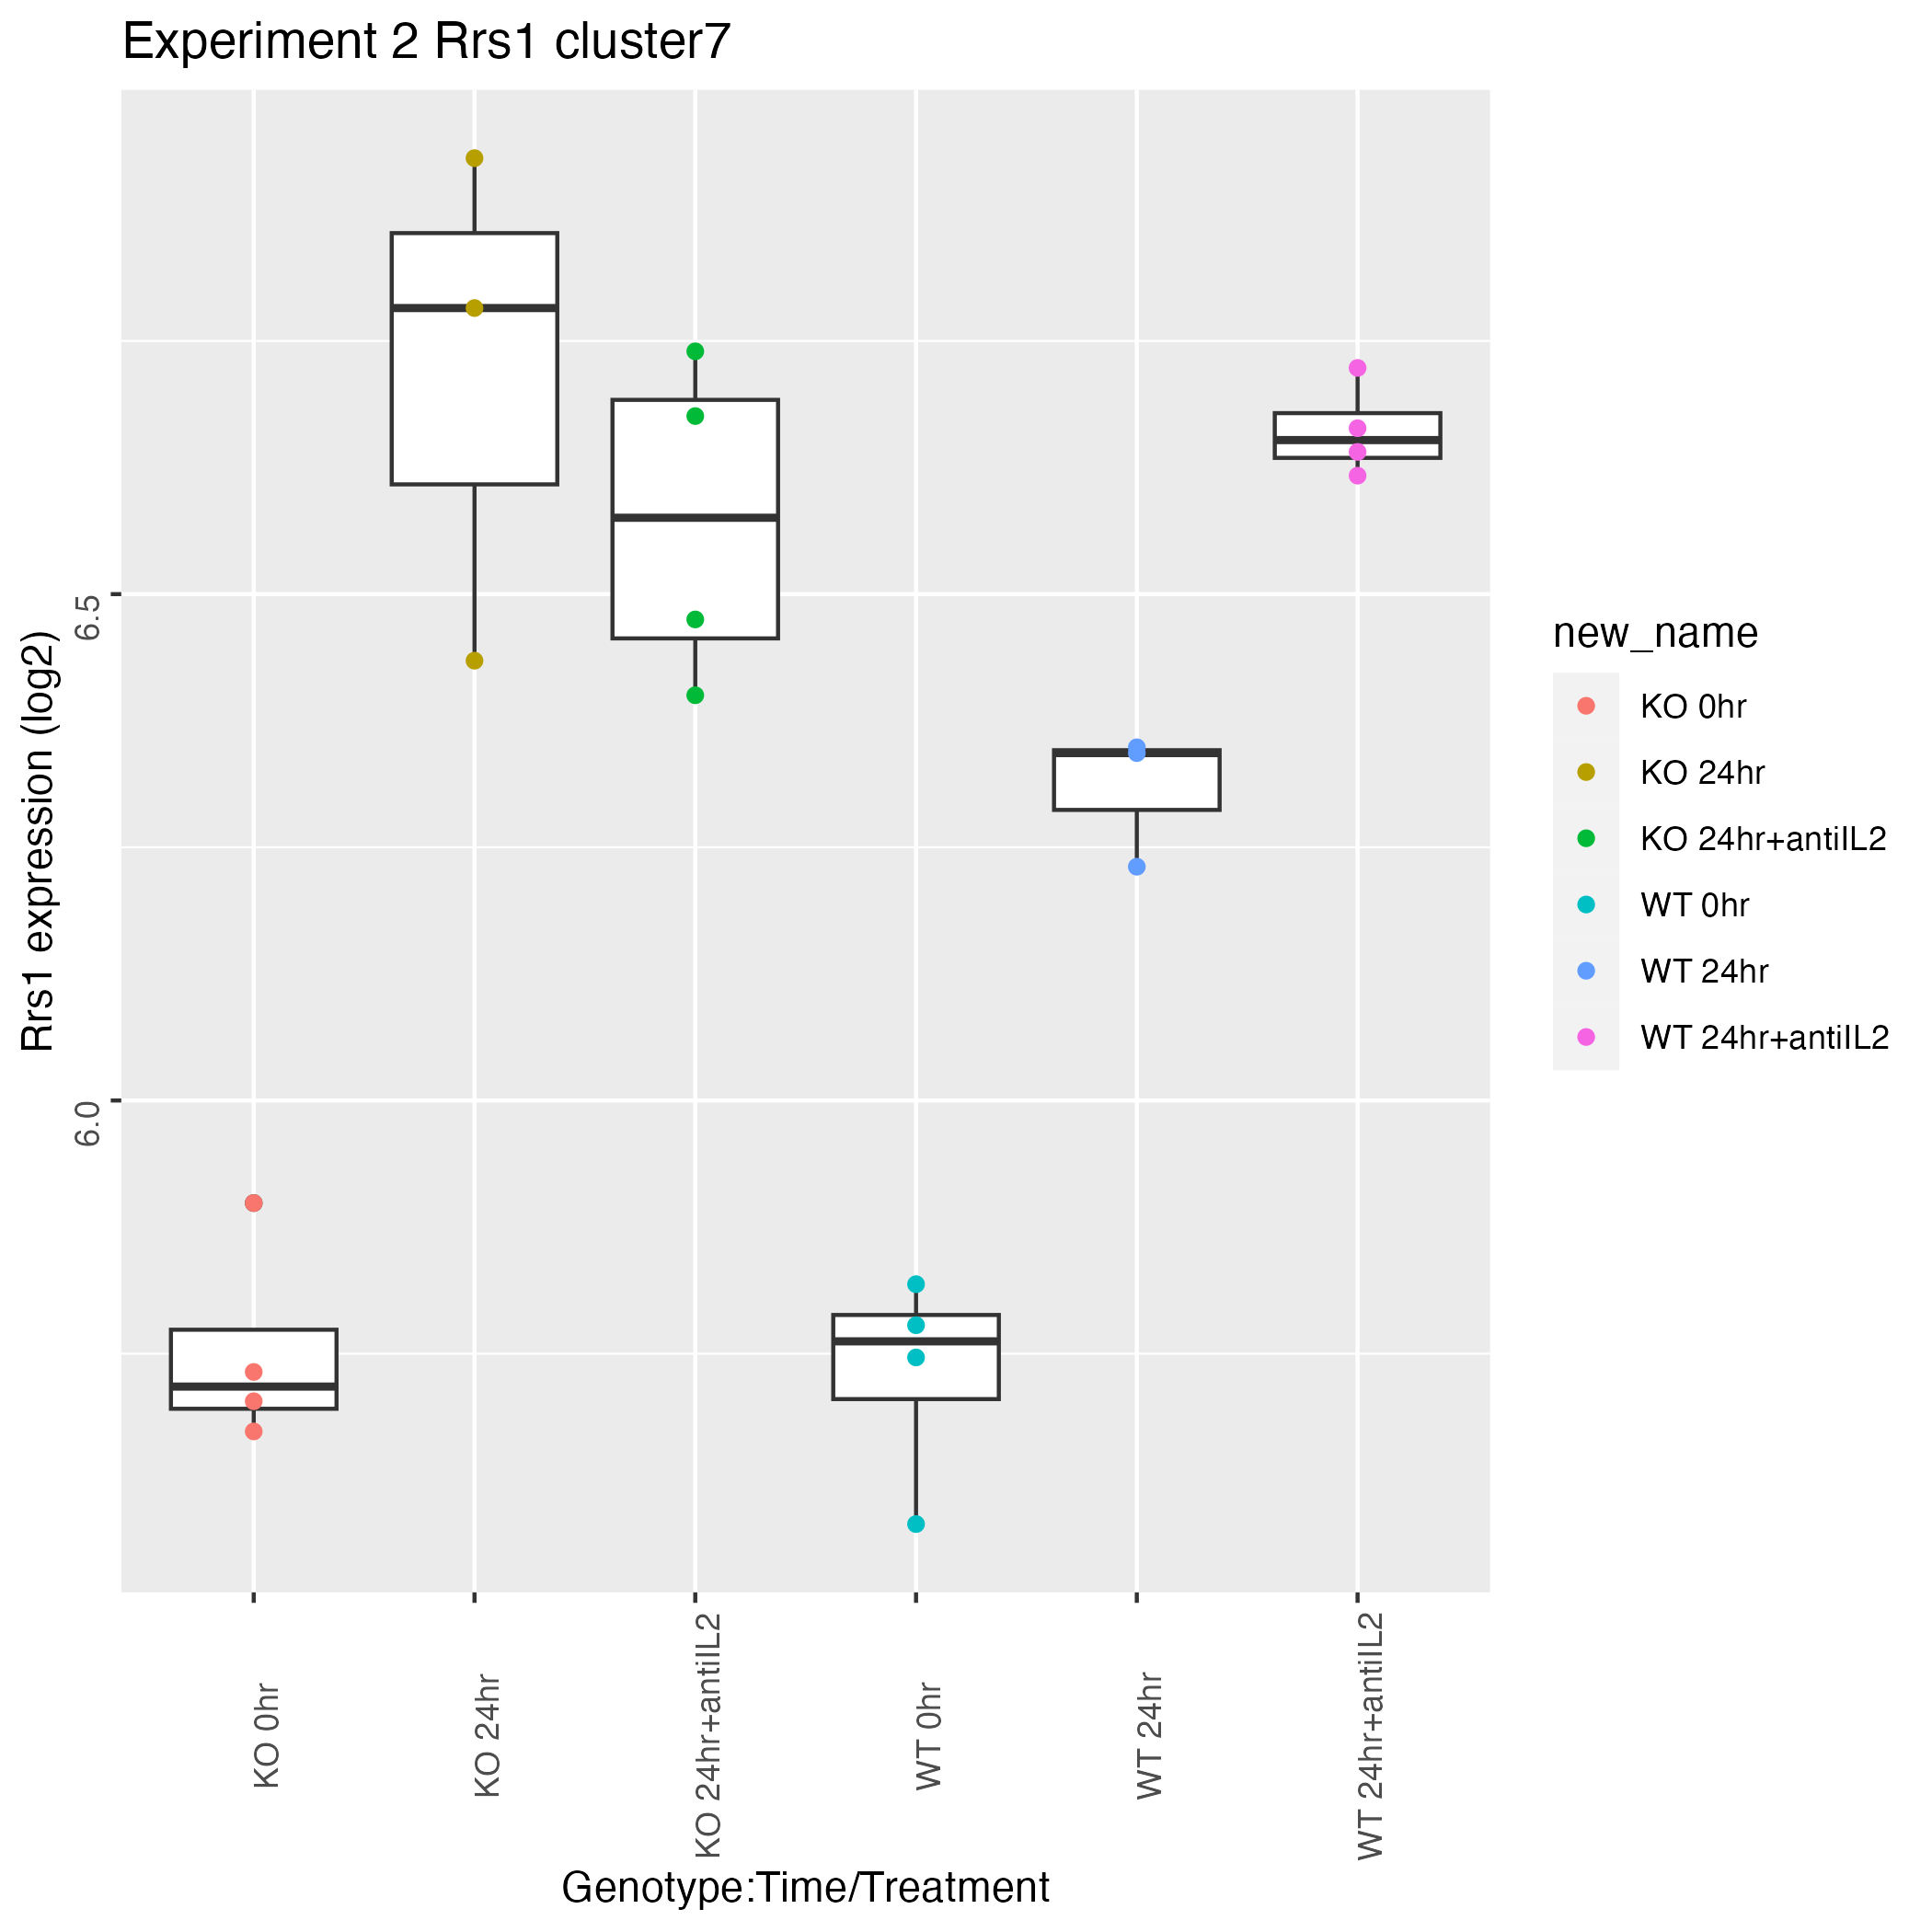 Experiment 2 Rrs1 cluster7
Rrs1 expression (log2)
6.5
6.0
KO 0hr
KO 24hr
KO 24hr+antiIL2
WT 0hr
WT 24hr
WT 24hr+antiIL2
Genotype:Time/Treatment
new_name
KO 0hr
KO 24hr
KO 24hr+antiIL2
WT 0hr
WT 24hr
WT 24hr+antiIL2